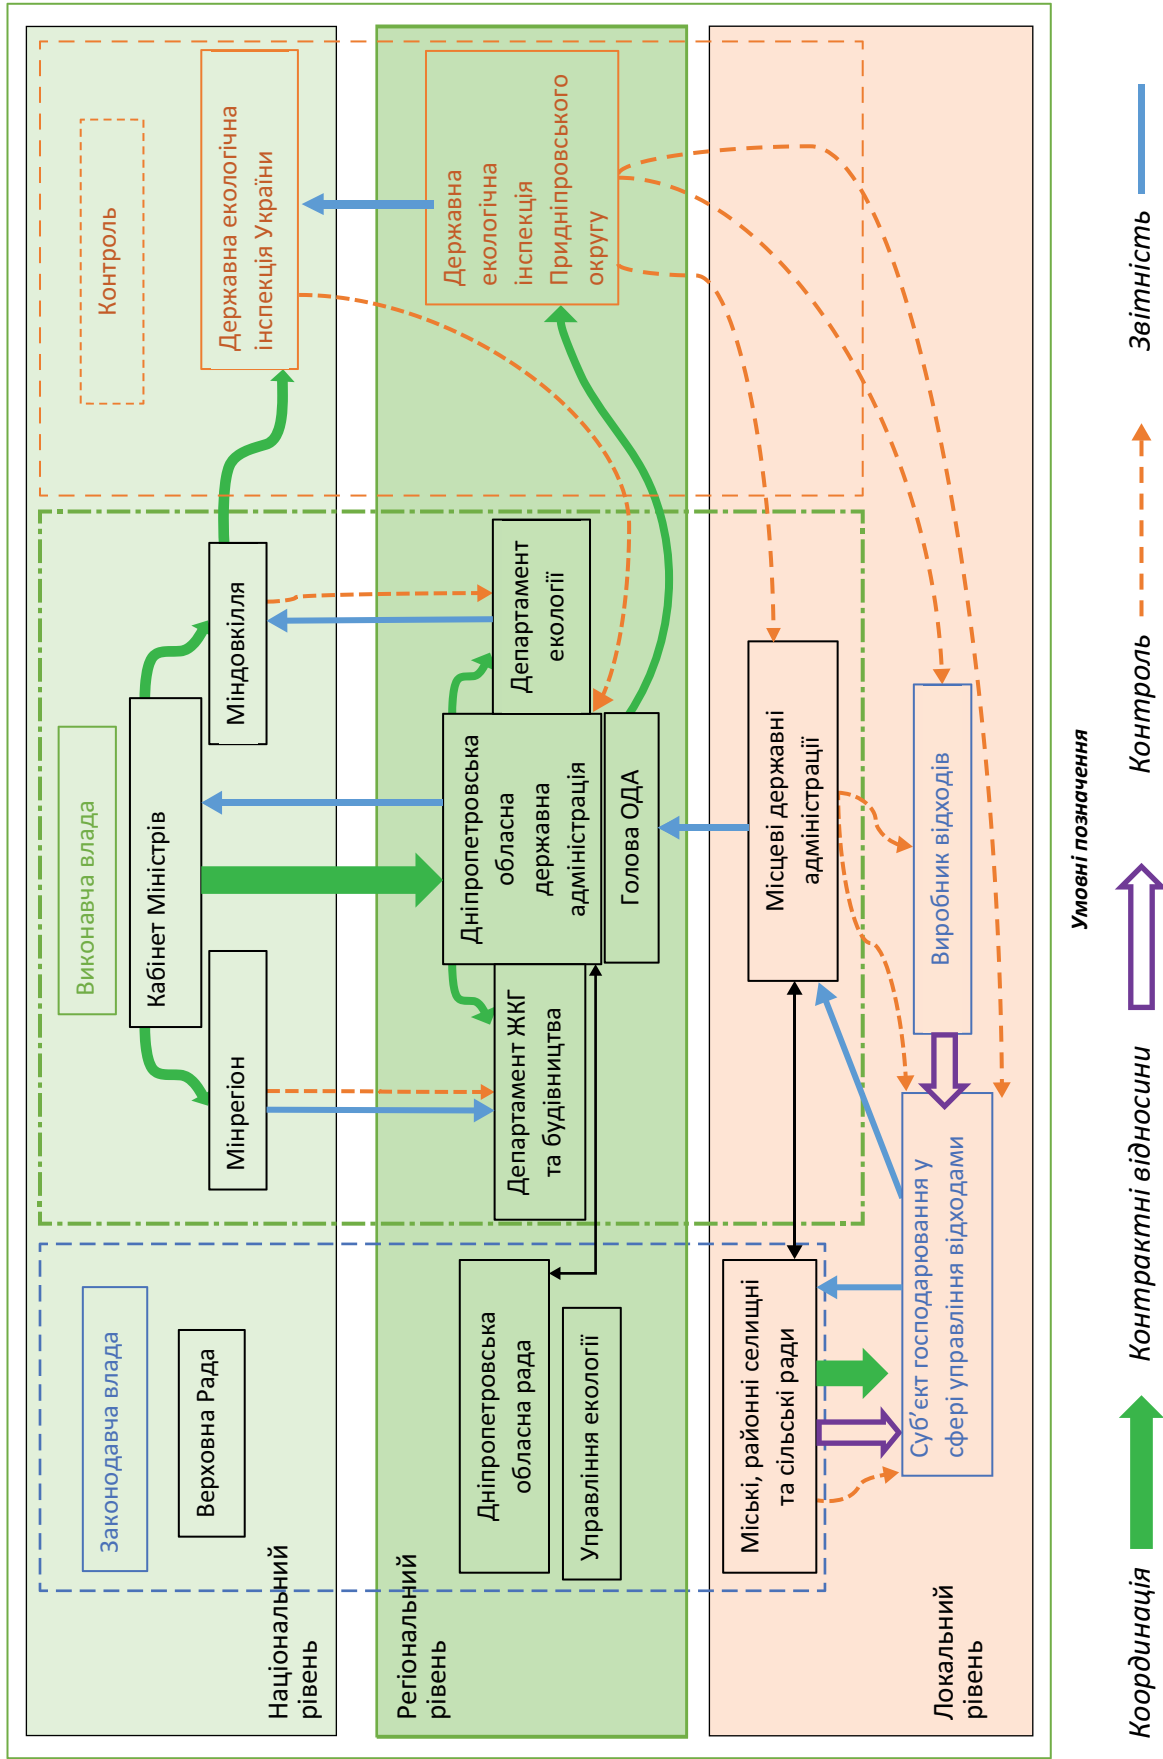 Законодавча влада
Виконавча влада
Контроль
Верховна Рада
Кабінет Міністрів
Мінрегіон
Міндовкілля
Державна екологічна
інспекція України
Національний
рівень
Дніпропетровська
обласна рада
Управління екології
Департамент ЖКГ
та будівництва
Дніпропетровська
обласна
державна
адміністрація
Голова ОДА
Департамент
екології
Державна
екологічна
інспекція
Придніпровського
округу
Регіональний
рівень
Міські, районні селищні
та сільські ради
Місцеві державні
адміністрації
Суб’єкт господарювання у
сфері управління відходами
Виробник відходів
Локальний
рівень
Умовні позначення
Координація
Контрактні відносини
Контроль
Звітність